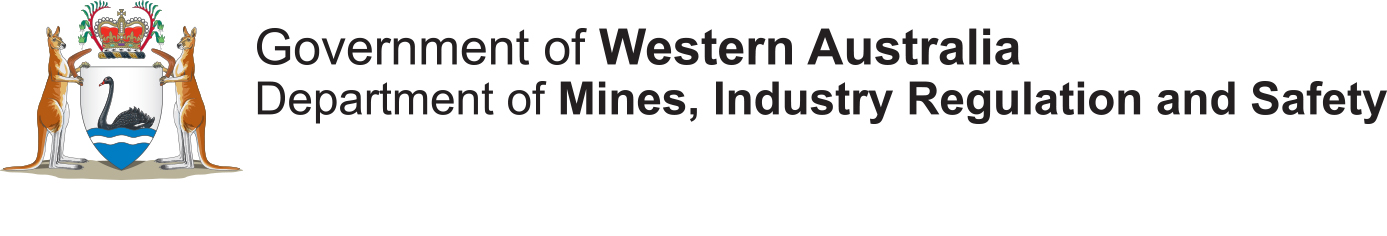 Government of Western Australia
Department of Mines, Industry Regulation and Safety